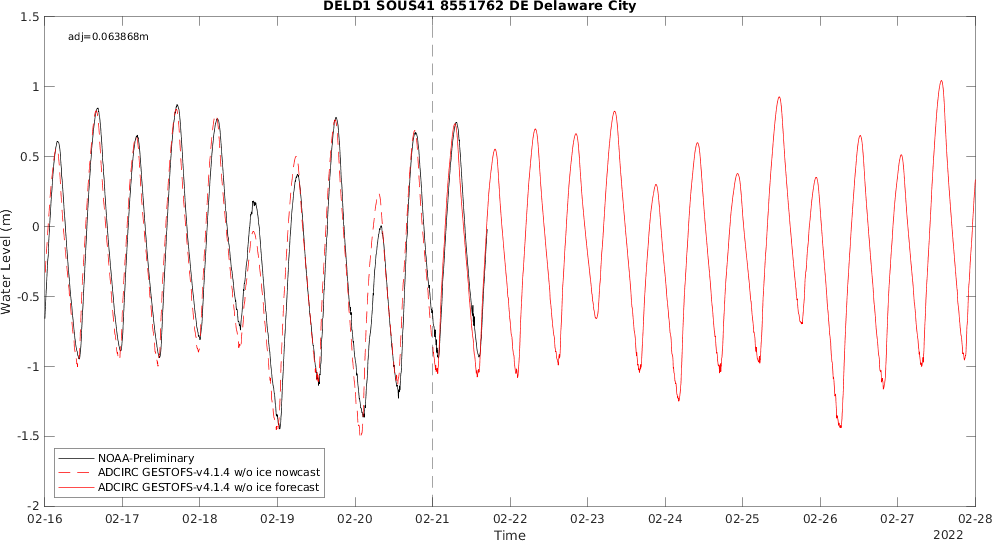 DELD1 SOUS41 8551762 DE Delaware City
adj=0.063868m
1.5
1
0.5
0
-0.5
-1
-1.5
-2
Water Level (m)
NOAA-Preliminary
ADCIRC GESTOFS-v4.1.4 w/o ice nowcast
ADCIRC GESTOFS-v4.1.4 w/o ice forecast
02-16 02-17 02-18 02-19 02-20 02-21 02-22 02-23 02-24 02-25 02-26 02-27 02-28
Time
2022